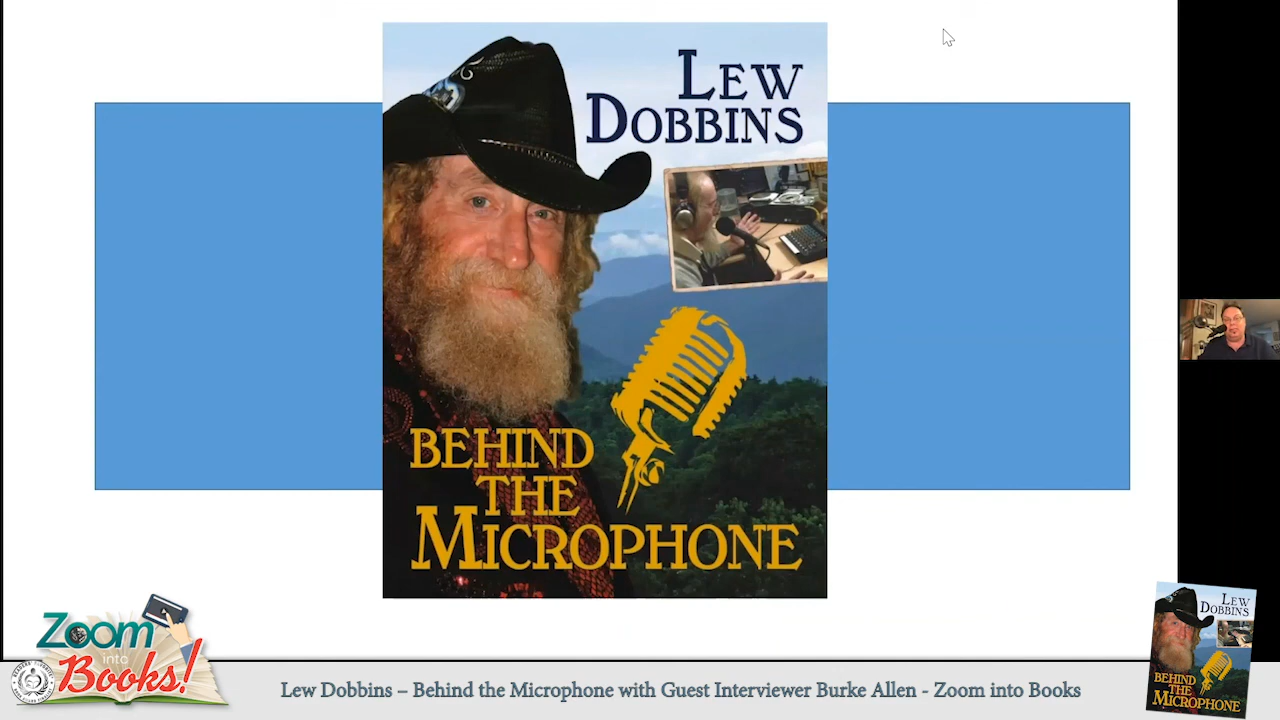 LEW
DOBBINS
BEHIND
THE
MICROPHONE
Zoom
into
Books!
Lew Dobbins – Behind the Microphone with Guest Interviewer Burke Allen - Zoom into Books
LEW
DOBBINS
BEHIND
THE
MICROPHONE